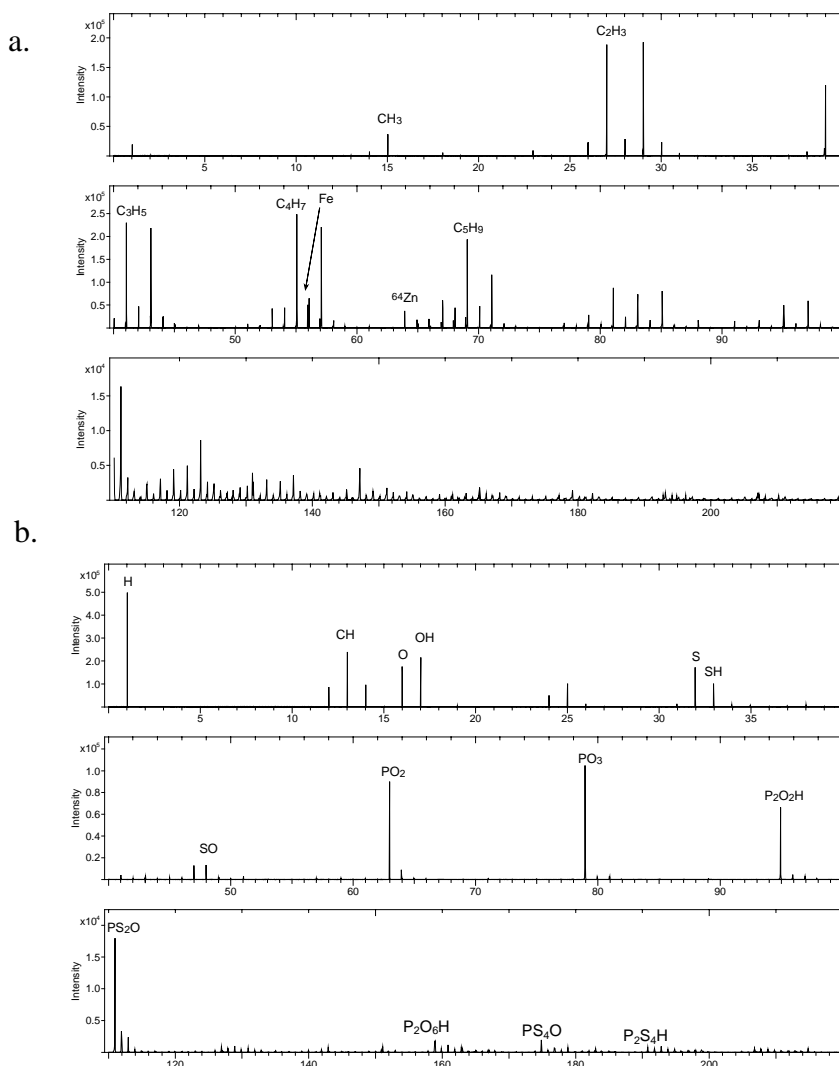 a.
x10⁵
Intensity
2.0
1.0
0.5
CH₃
C₂H₃
5 10 15 20 25 30 35
x10⁵
Intensity
2.5
2.0
1.5
1.0
0.5
C₃H₅
C₄H₇
Fe
⁶⁴Zn
C₅H₉
50 60 70 80 90
x10⁴
Intensity
1.5
1.0
0.5
120 140 160 180 200
b.
x10⁵
Intensity
5.0
4.0
3.0
2.0
1.0
H
CH
O
OH
S
SH
5 10 15 20 25 30 35
x10⁵
Intensity
1.0
0.8
0.6
0.4
0.2
SO
PO₂
PO₃
P₂O₂H
50 60 70 80 90
x10⁴
Intensity
1.5
1.0
0.5
PS₂O
P₂O₆H
PS₄O
P₂S₄H
120 140 160 180 200